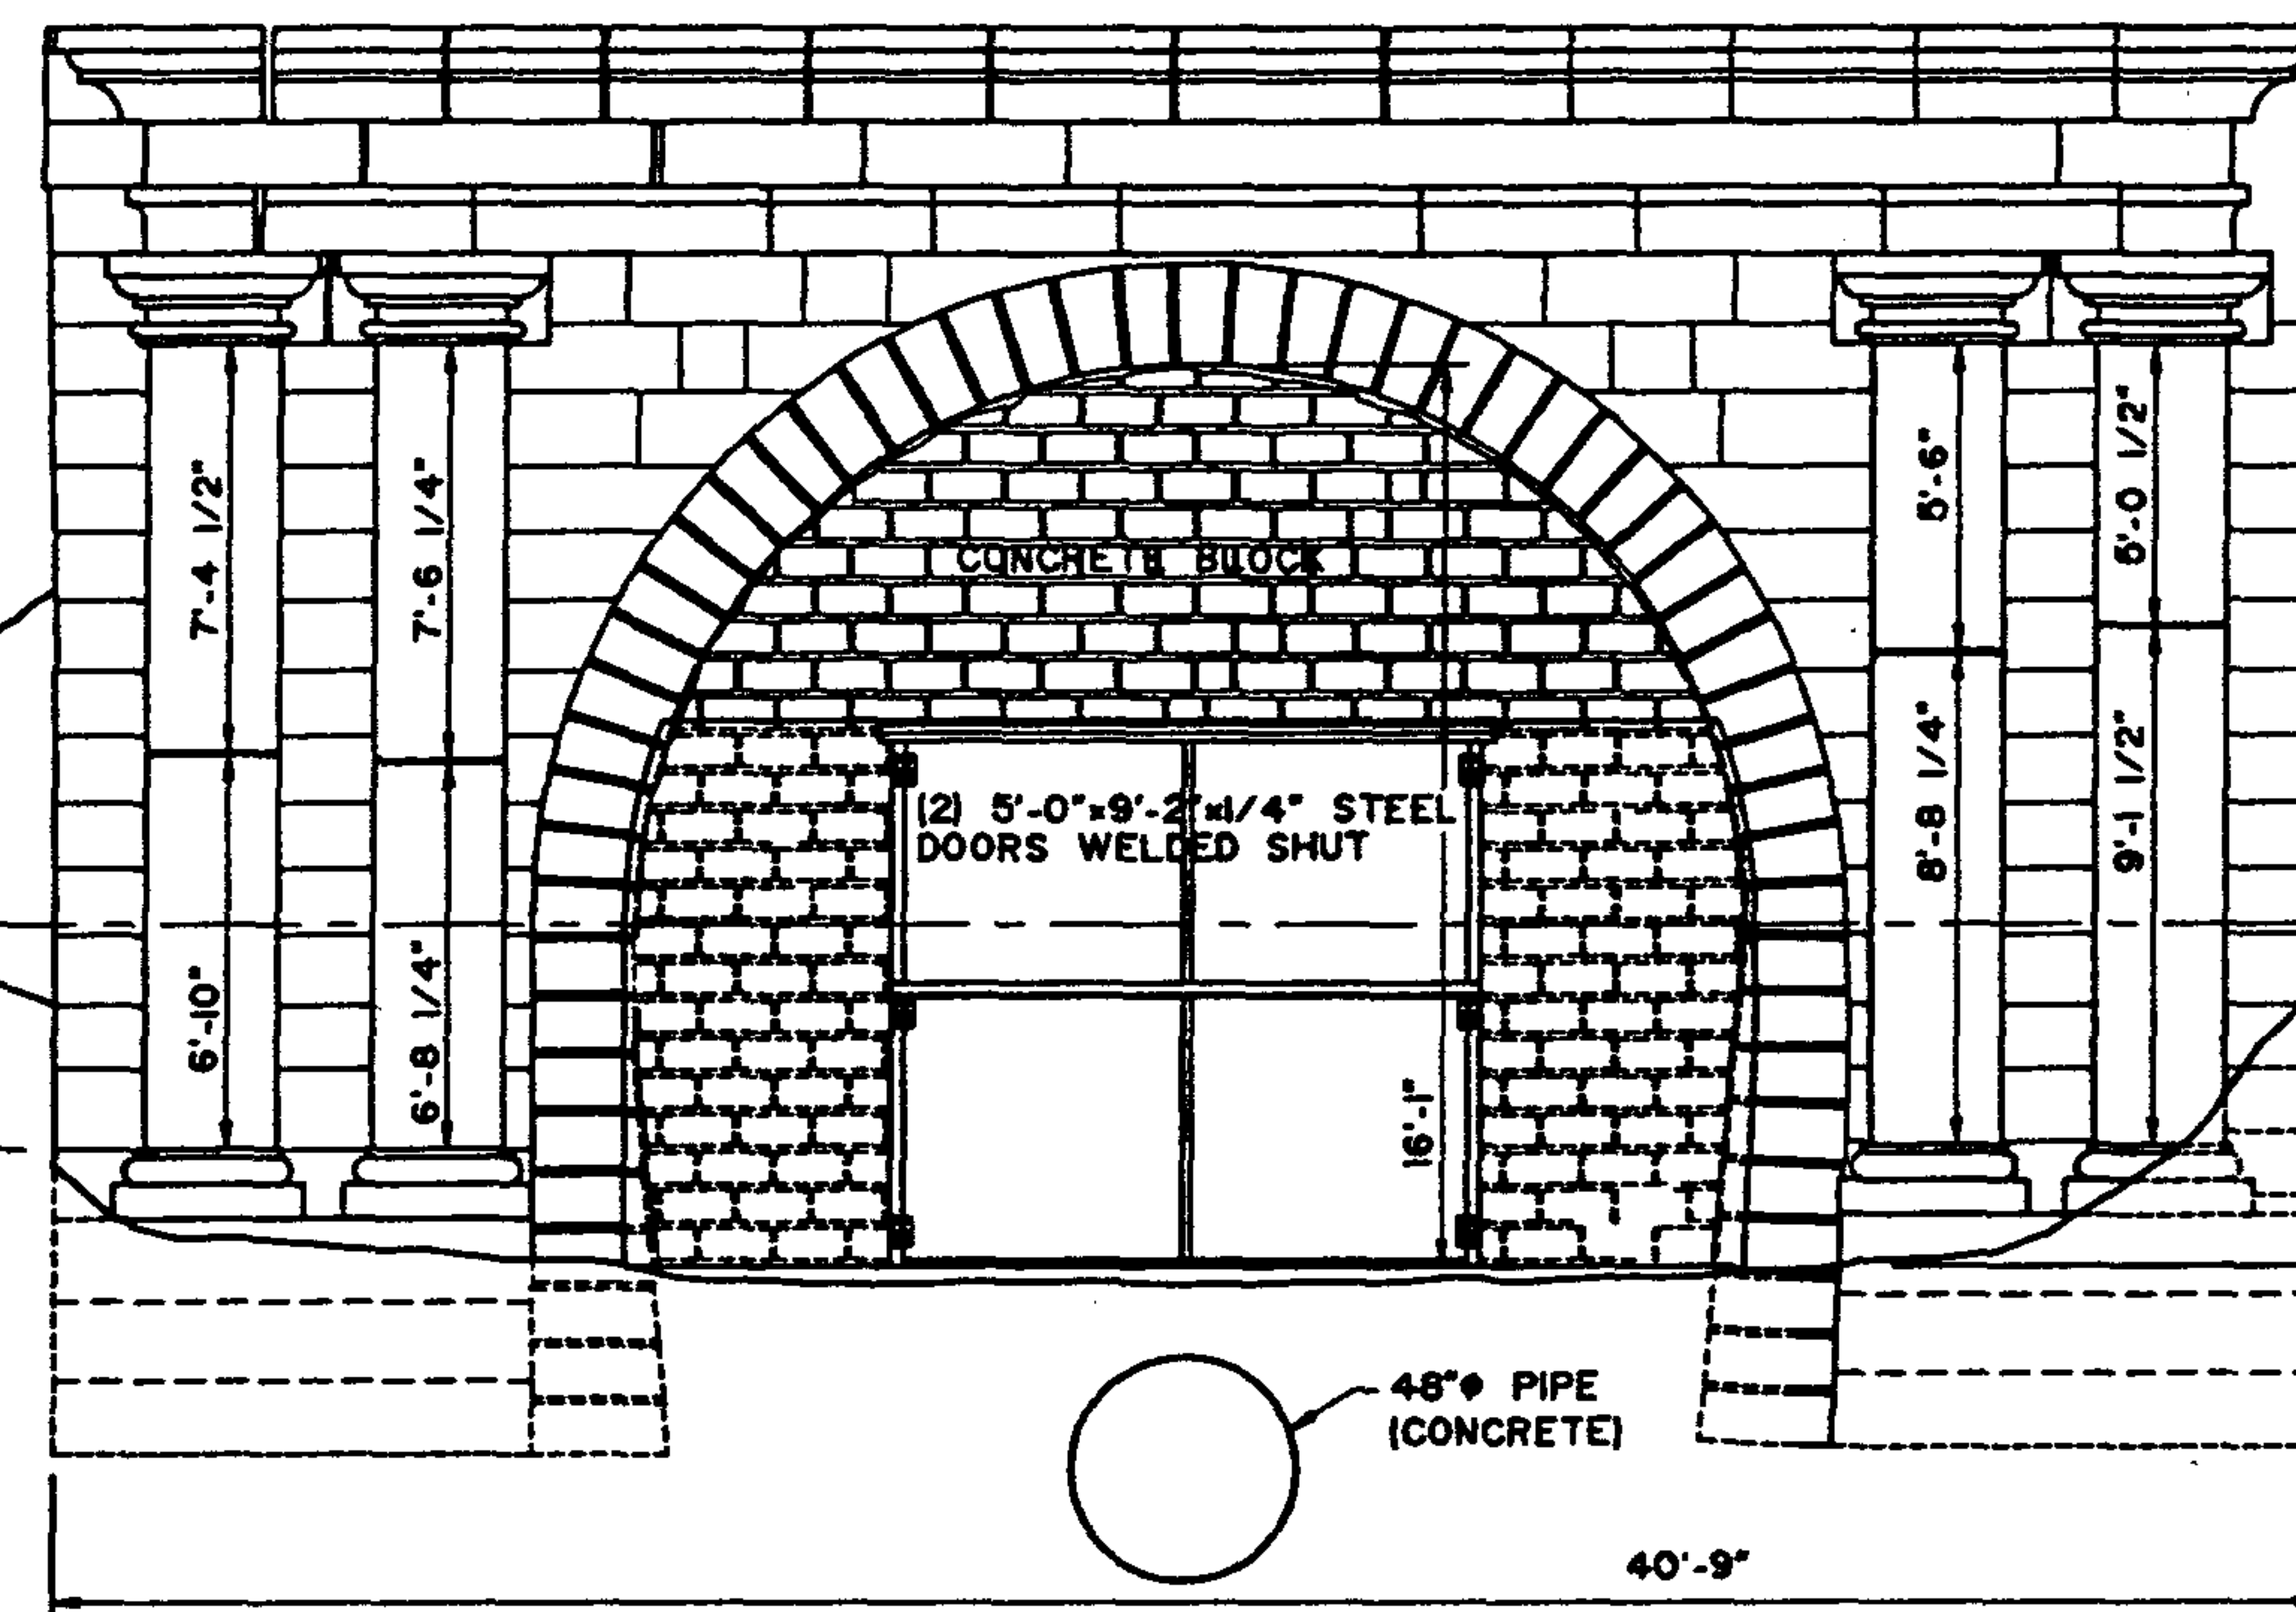 7'-4 1/2"
7'-6 1/4"
5'-6"
5'-0 1/2"
CONCRETE BLOCK
(2) 5'-0"x9'-2"x1/4" STEEL
DOORS WELDED SHUT
8'-8 1/4"
9'-1 1/2"
6'-10"
6'-8 1/4"
16'-1"
48"ϕ PIPE
(CONCRETE)
40'-9"